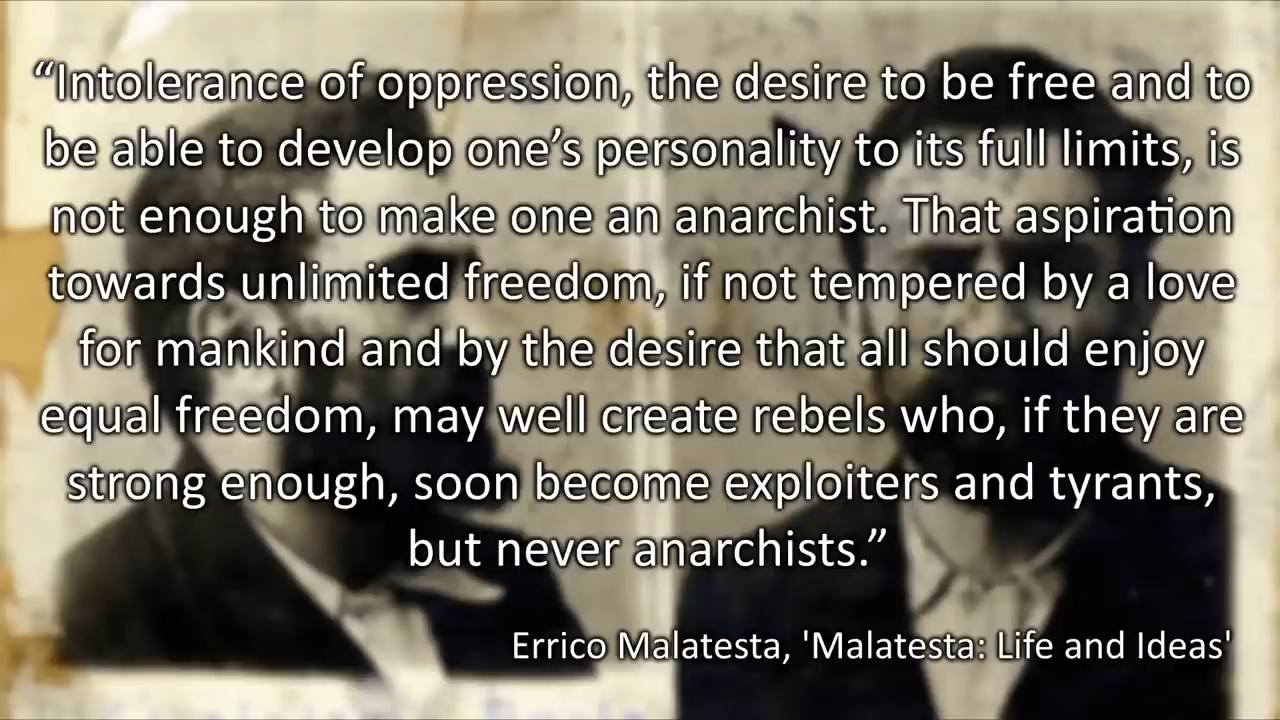 “Intolerance of oppression, the desire to be free and to
be able to develop one’s personality to its full limits, is
not enough to make one an anarchist. That aspiration
towards unlimited freedom, if not tempered by a love
for mankind and by the desire that all should enjoy
equal freedom, may well create rebels who, if they are
strong enough, soon become exploiters and tyrants,
but never anarchists.”
Errico Malatesta, 'Malatesta: Life and Ideas'